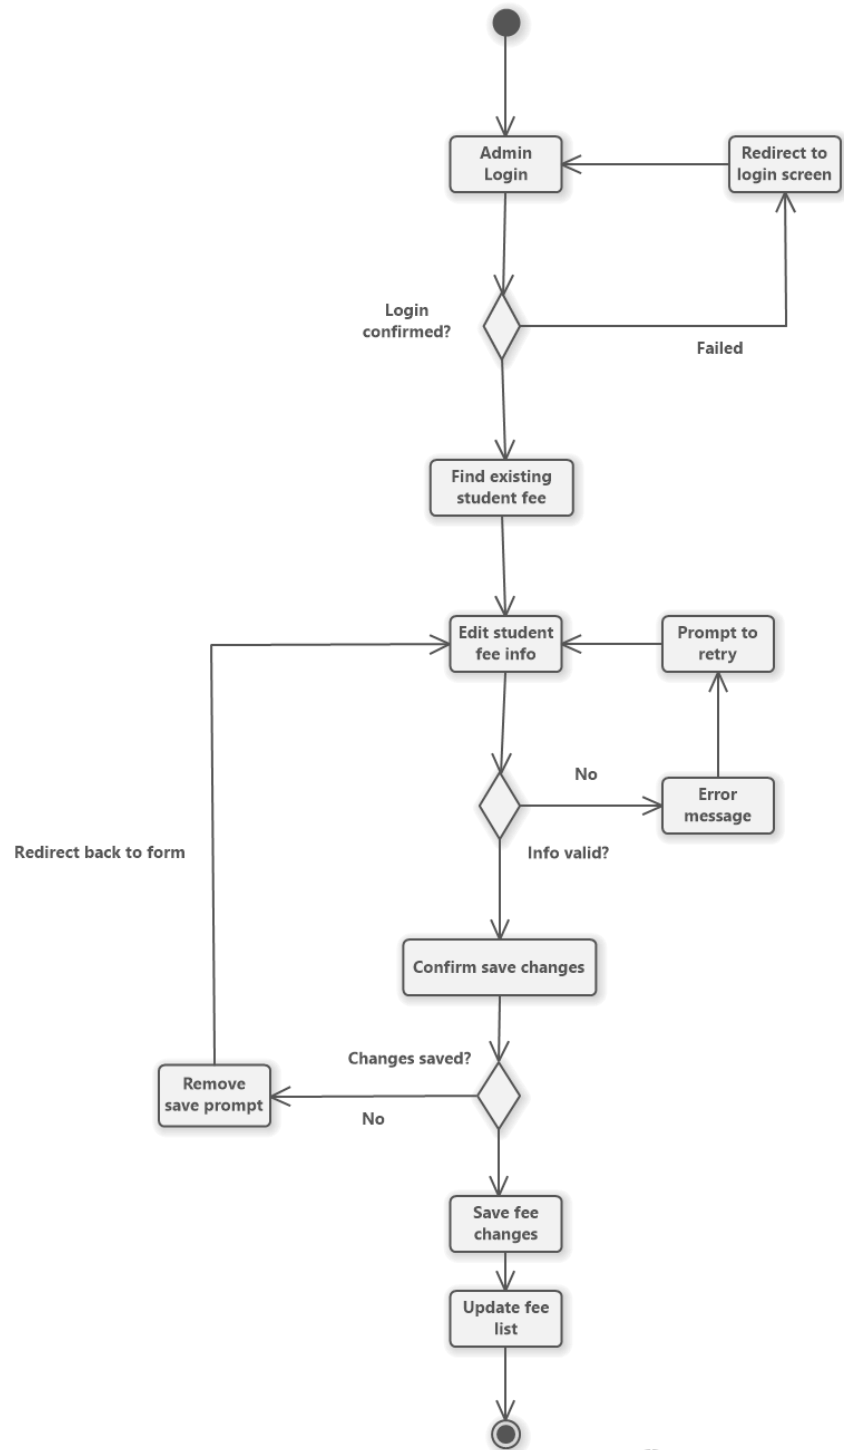 Admin
Login
Redirect to
login screen
Login
confirmed?
Failed
Find existing
student fee
Edit student
fee info
Prompt to
retry
No
Error
message
Redirect back to form
Info valid?
Confirm save changes
Changes saved?
Remove
save prompt
No
Save fee
changes
Update fee
list